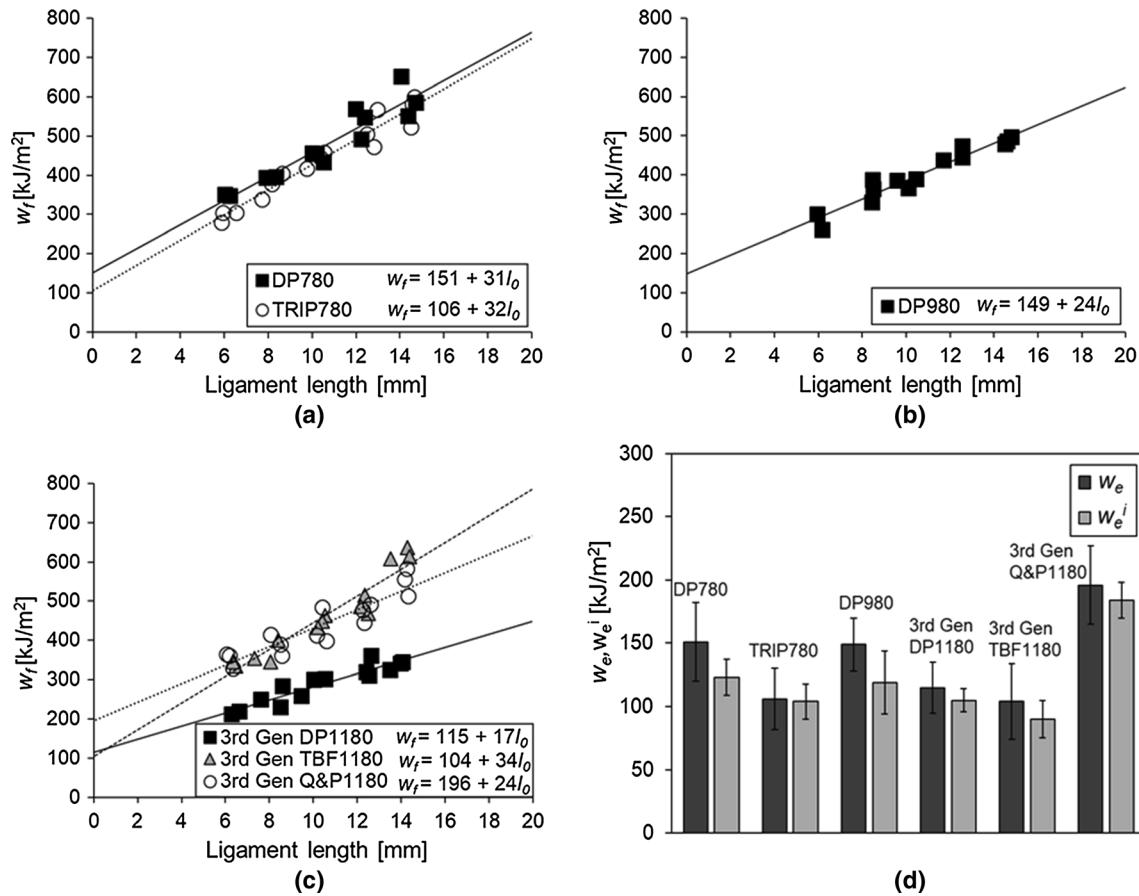 800
700
600
500
400
300
200
100
0
w_f [kJ/m²]
DP780 w_f = 151 + 31l_0
TRIP780 w_f = 106 + 32l_0
0 2 4 6 8 10 12 14 16 18 20
Ligament length [mm]
(a)
800
700
600
500
400
300
200
100
0
w_f [kJ/m²]
DP980 w_f = 149 + 24l_0
0 2 4 6 8 10 12 14 16 18 20
Ligament length [mm]
(b)
800
700
600
500
400
300
200
100
0
w_f [kJ/m²]
3rd Gen DP1180 w_f = 115 + 17l_0
3rd Gen TBF1180 w_f = 104 + 34l_0
3rd Gen Q&P1180 w_f = 196 + 24l_0
0 2 4 6 8 10 12 14 16 18 20
Ligament length [mm]
(c)
300
250
200
150
100
50
0
w_e, w_e^i [kJ/m²]
w_e
w_e^i
DP780
TRIP780
DP980
3rd Gen
DP1180
3rd Gen
TBF1180
3rd Gen
Q&P1180
(d)